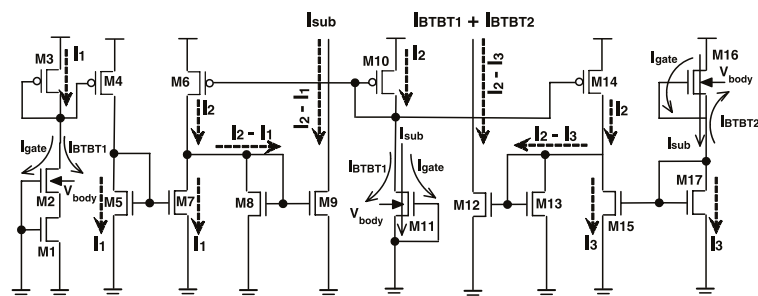 Isub
IBTBT1 + IBTBT2
M3
I1
M4
M6
I2 - I1
M10
I2
I2 - I3
M14
Igate
M16
Vbody
I2
I2 - I1
Isub
I2 - I3
I2
Isub
IBTBT2
Igate
IBTBT1
IBTBT1
Igate
M2
Vbody
M5
M7
M8
M9
Vbody
M11
M12
M13
M15
M17
M1
I1
I1
I3
I3